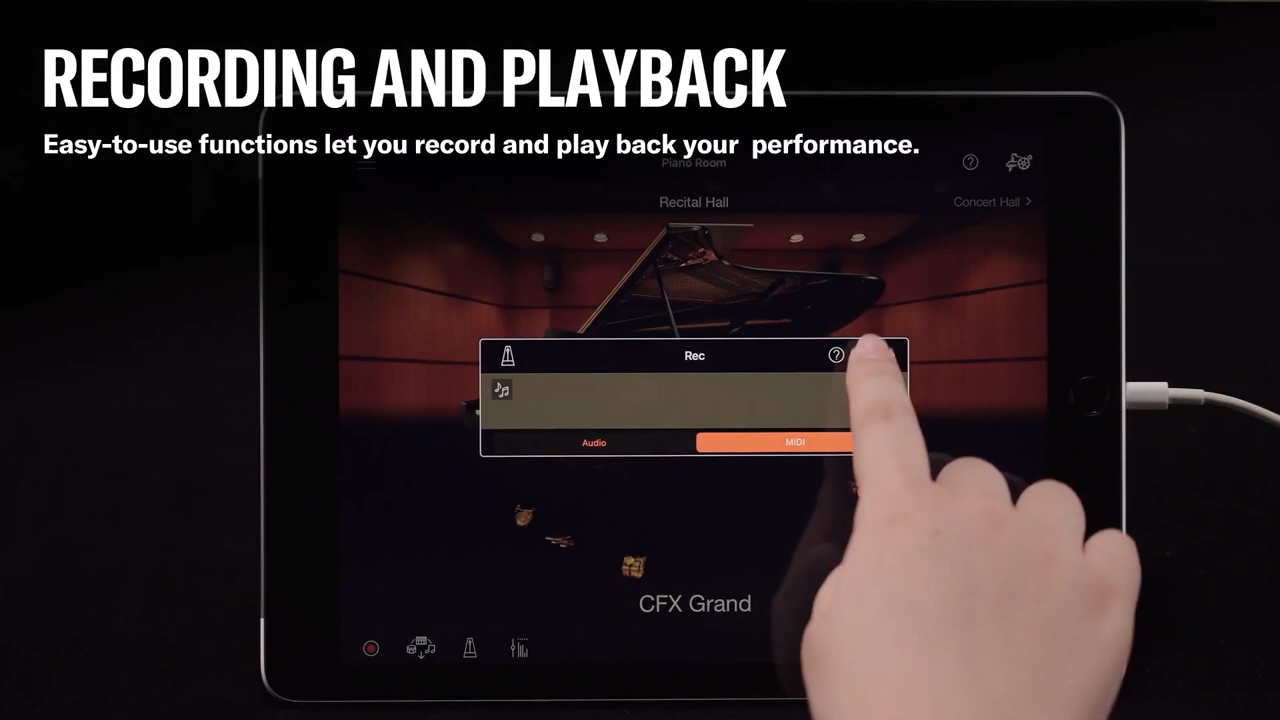 RECORDING AND PLAYBACK
Easy-to-use functions let you record and play back your  performance.
Piano Room
Recital Hall
Concert Hall >
Rec
Audio
MIDI
CFX Grand